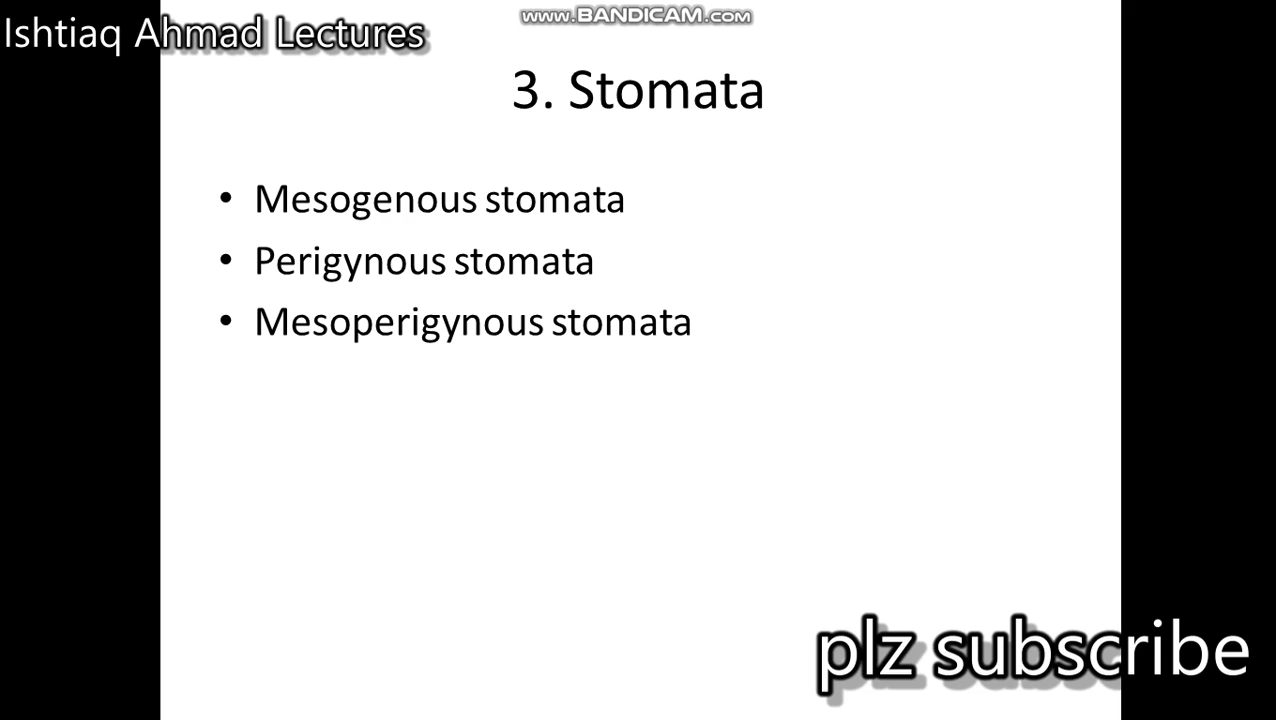 www.BANDICAM.com
Ishtiaq Ahmad Lectures
3. Stomata
• Mesogenous stomata
• Perigynous stomata
• Mesoperigynous stomata
plz subscribe